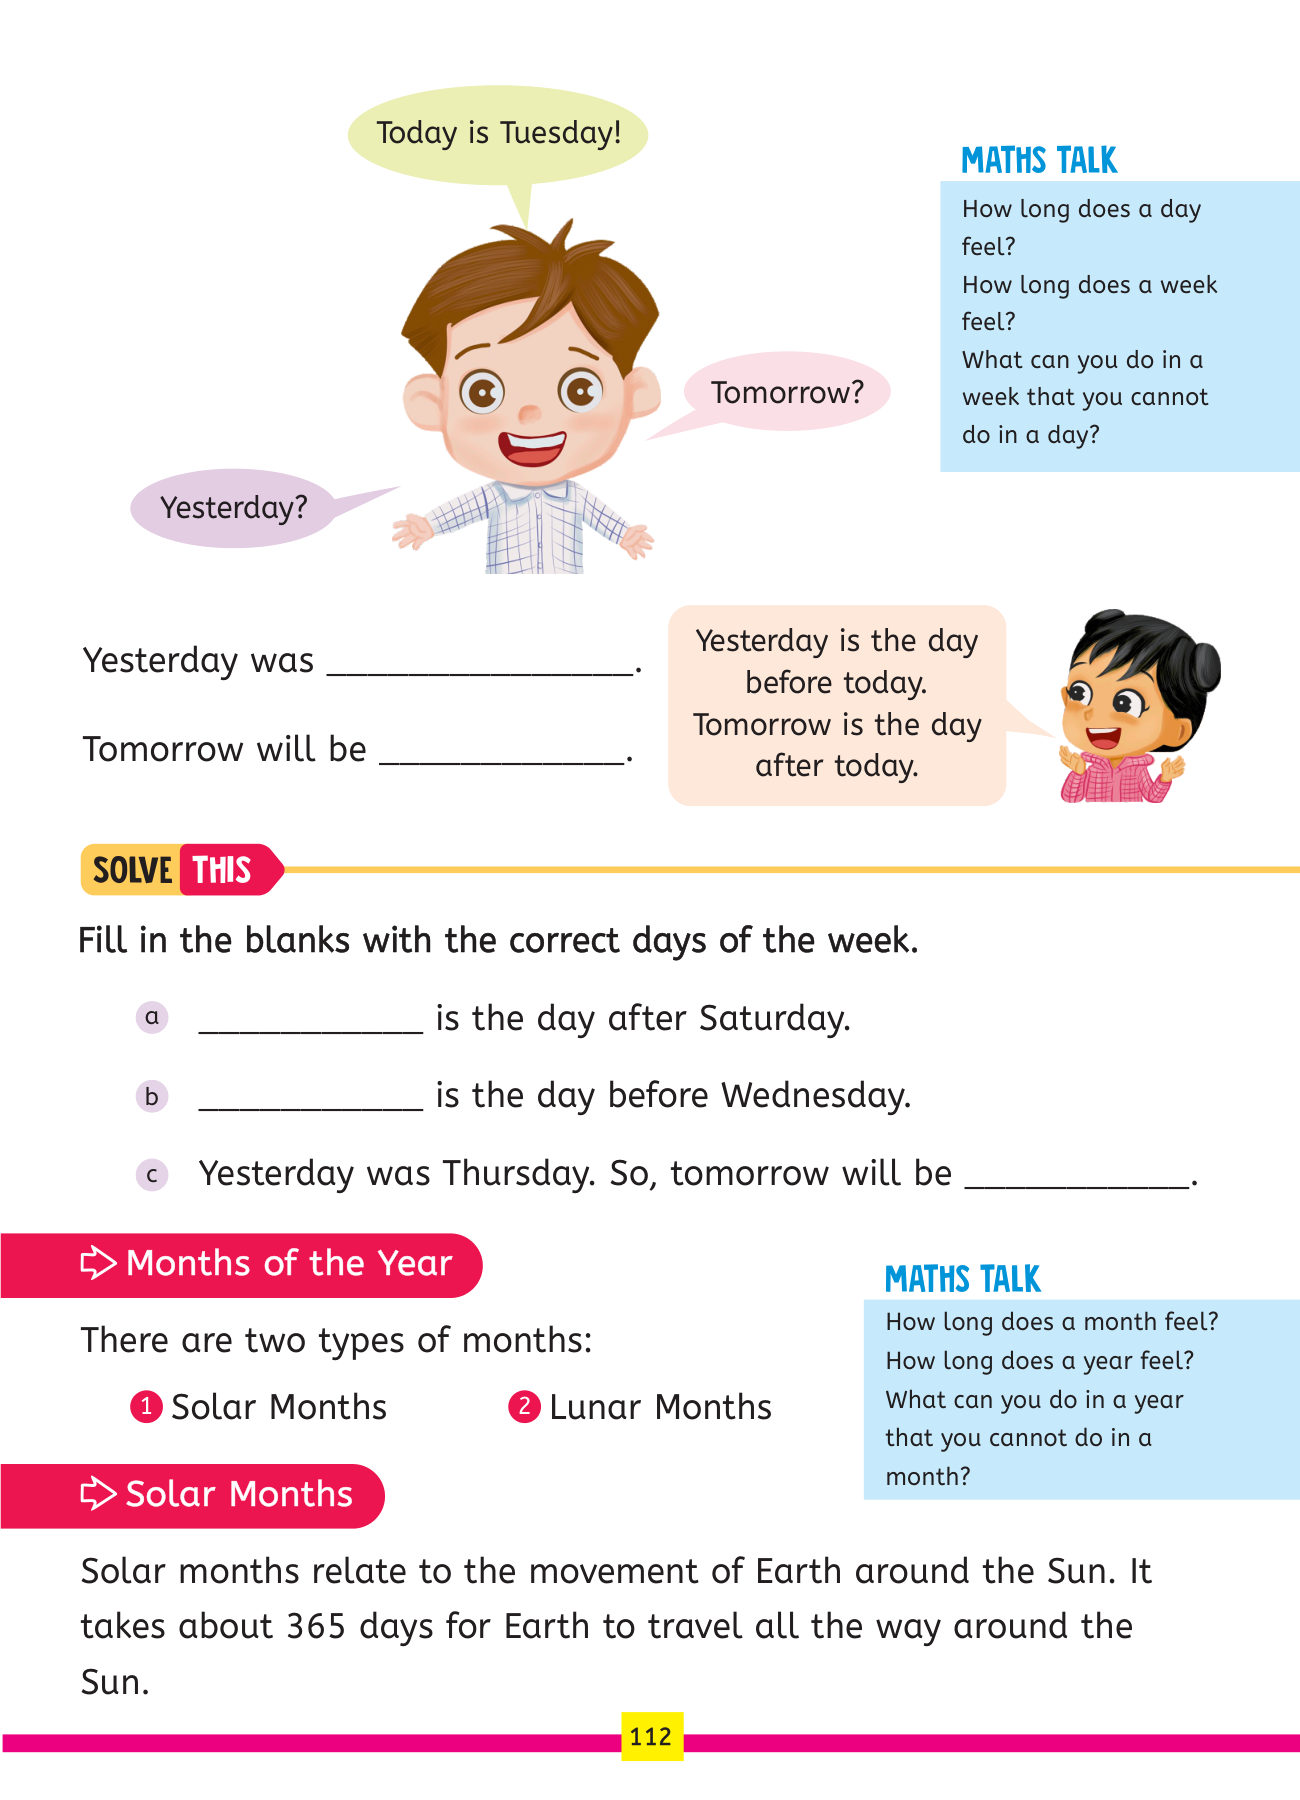 Today is Tuesday!
Tomorrow?
Yesterday?
MATHS TALK
How long does a day
feel?
How long does a week
feel?
What can you do in a
week that you cannot
do in a day?
Yesterday was _______________.
Tomorrow will be ____________.
Yesterday is the day
before today.
Tomorrow is the day
after today.
SOLVE THIS
Fill in the blanks with the correct days of the week.
a ___________ is the day after Saturday.
b ___________ is the day before Wednesday.
c Yesterday was Thursday. So, tomorrow will be ___________.
Months of the Year
There are two types of months:
1 Solar Months 2 Lunar Months
MATHS TALK
How long does a month feel?
How long does a year feel?
What can you do in a year
that you cannot do in a
month?
Solar Months
Solar months relate to the movement of Earth around the Sun. It
takes about 365 days for Earth to travel all the way around the
Sun.
112